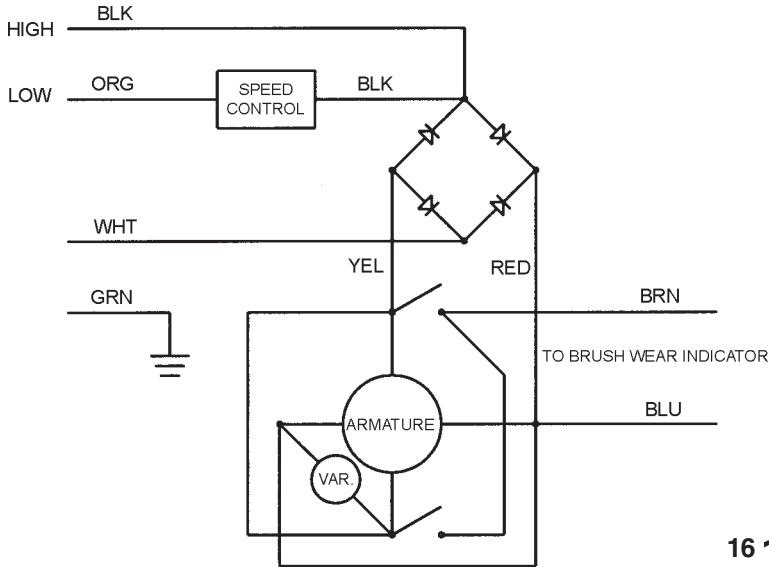 BLK
HIGH
ORG
BLK
LOW
SPEED
CONTROL
WHT
YEL
RED
GRN
BRN
TO BRUSH WEAR INDICATOR
BLU
ARMATURE
VAR.
16